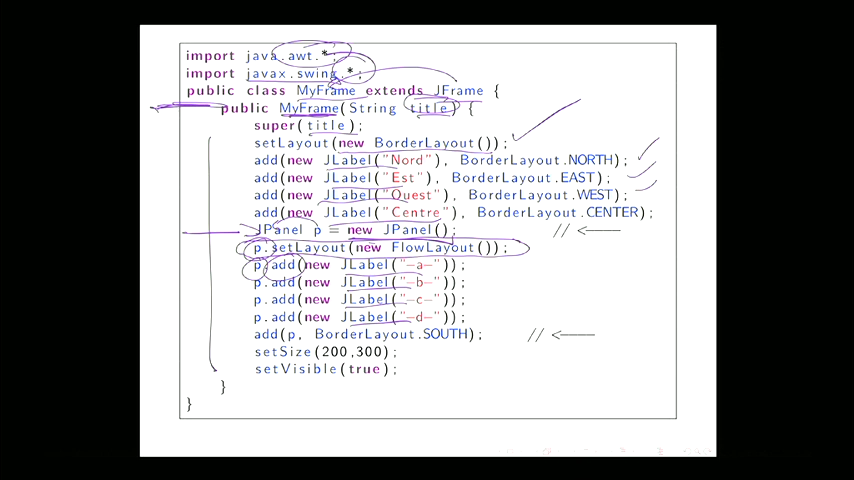 import java.awt.*;
import javax.swing.*;
public class MyFrame extends JFrame {
public MyFrame(String title) {
super(title);
setLayout(new BorderLayout());
add(new JLabel("Nord"), BorderLayout.NORTH);
add(new JLabel("Est"), BorderLayout.EAST);
add(new JLabel("Ouest"), BorderLayout.WEST);
add(new JLabel("Centre"), BorderLayout.CENTER);
JPanel p = new JPanel(); //
p.setLayout(new FlowLayout());
p.add(new JLabel("-a-"));
p.add(new JLabel("-b-"));
p.add(new JLabel("-c-"));
p.add(new JLabel("-d-"));
add(p, BorderLayout.SOUTH); //
setSize(200,300);
setVisible(true);
}
}